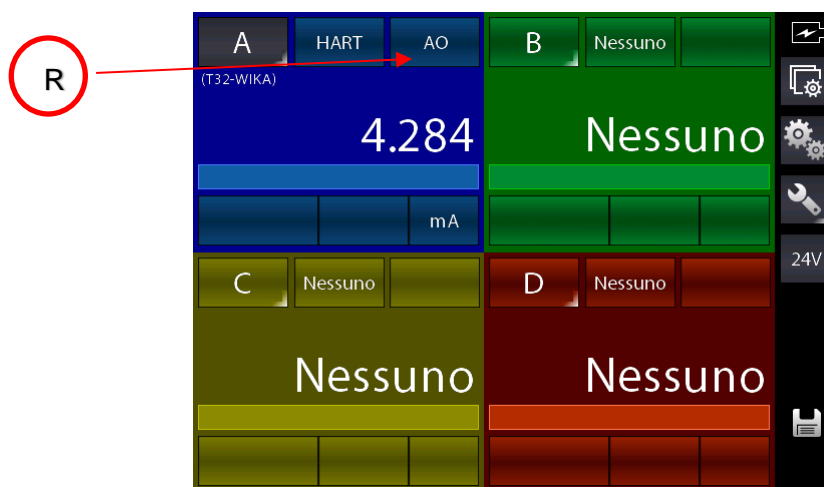 R
A HART AO
(T32-WIKA)
4.284
mA
B Nessuno
Nessuno
C Nessuno
Nessuno
D Nessuno
Nessuno
24V